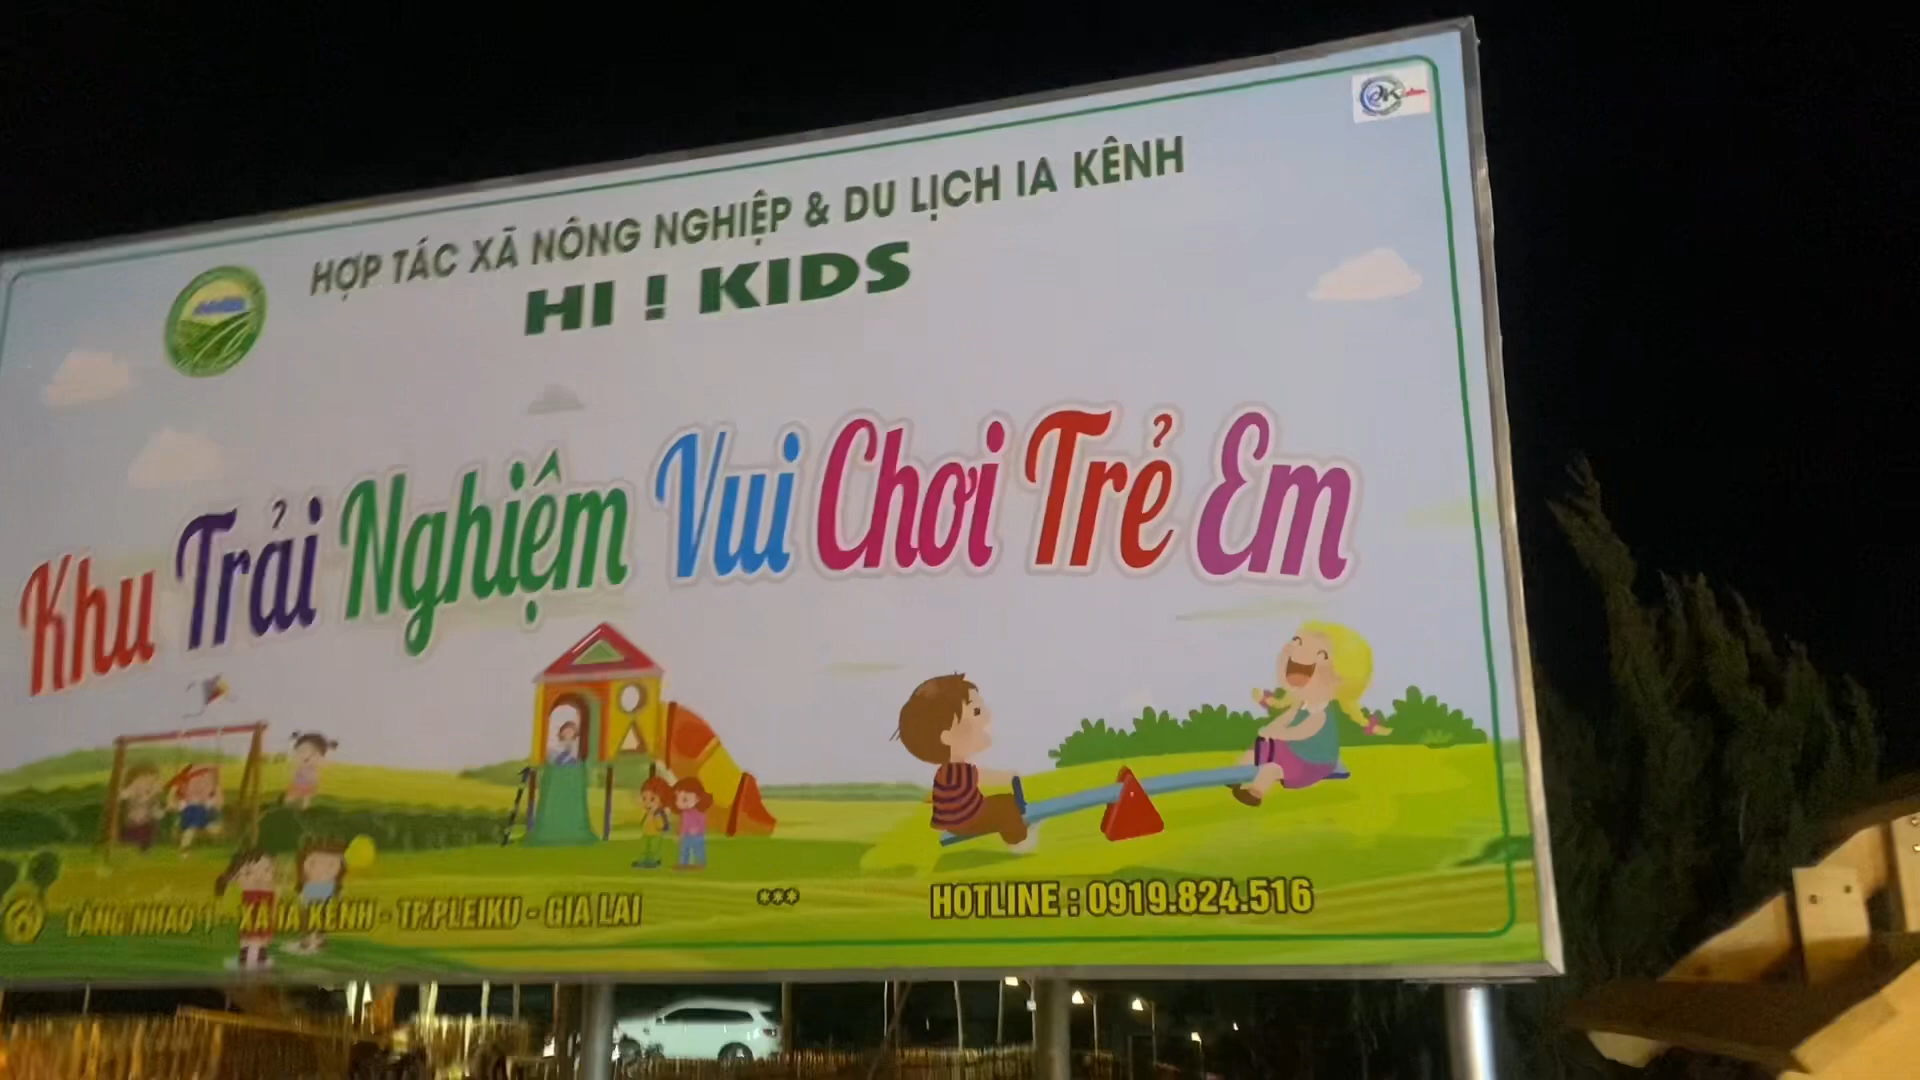 HỢP TÁC XÃ NÔNG NGHIỆP & DU LỊCH IA KÊNH
HI ! KIDS
Khu Trải Nghiệm Vui Chơi Trẻ Em
LÀNG NHAO 1 - XÃ IA KÊNH - TP.PLEIKU - GIA LAI
***
HOTLINE : 0919.824.516